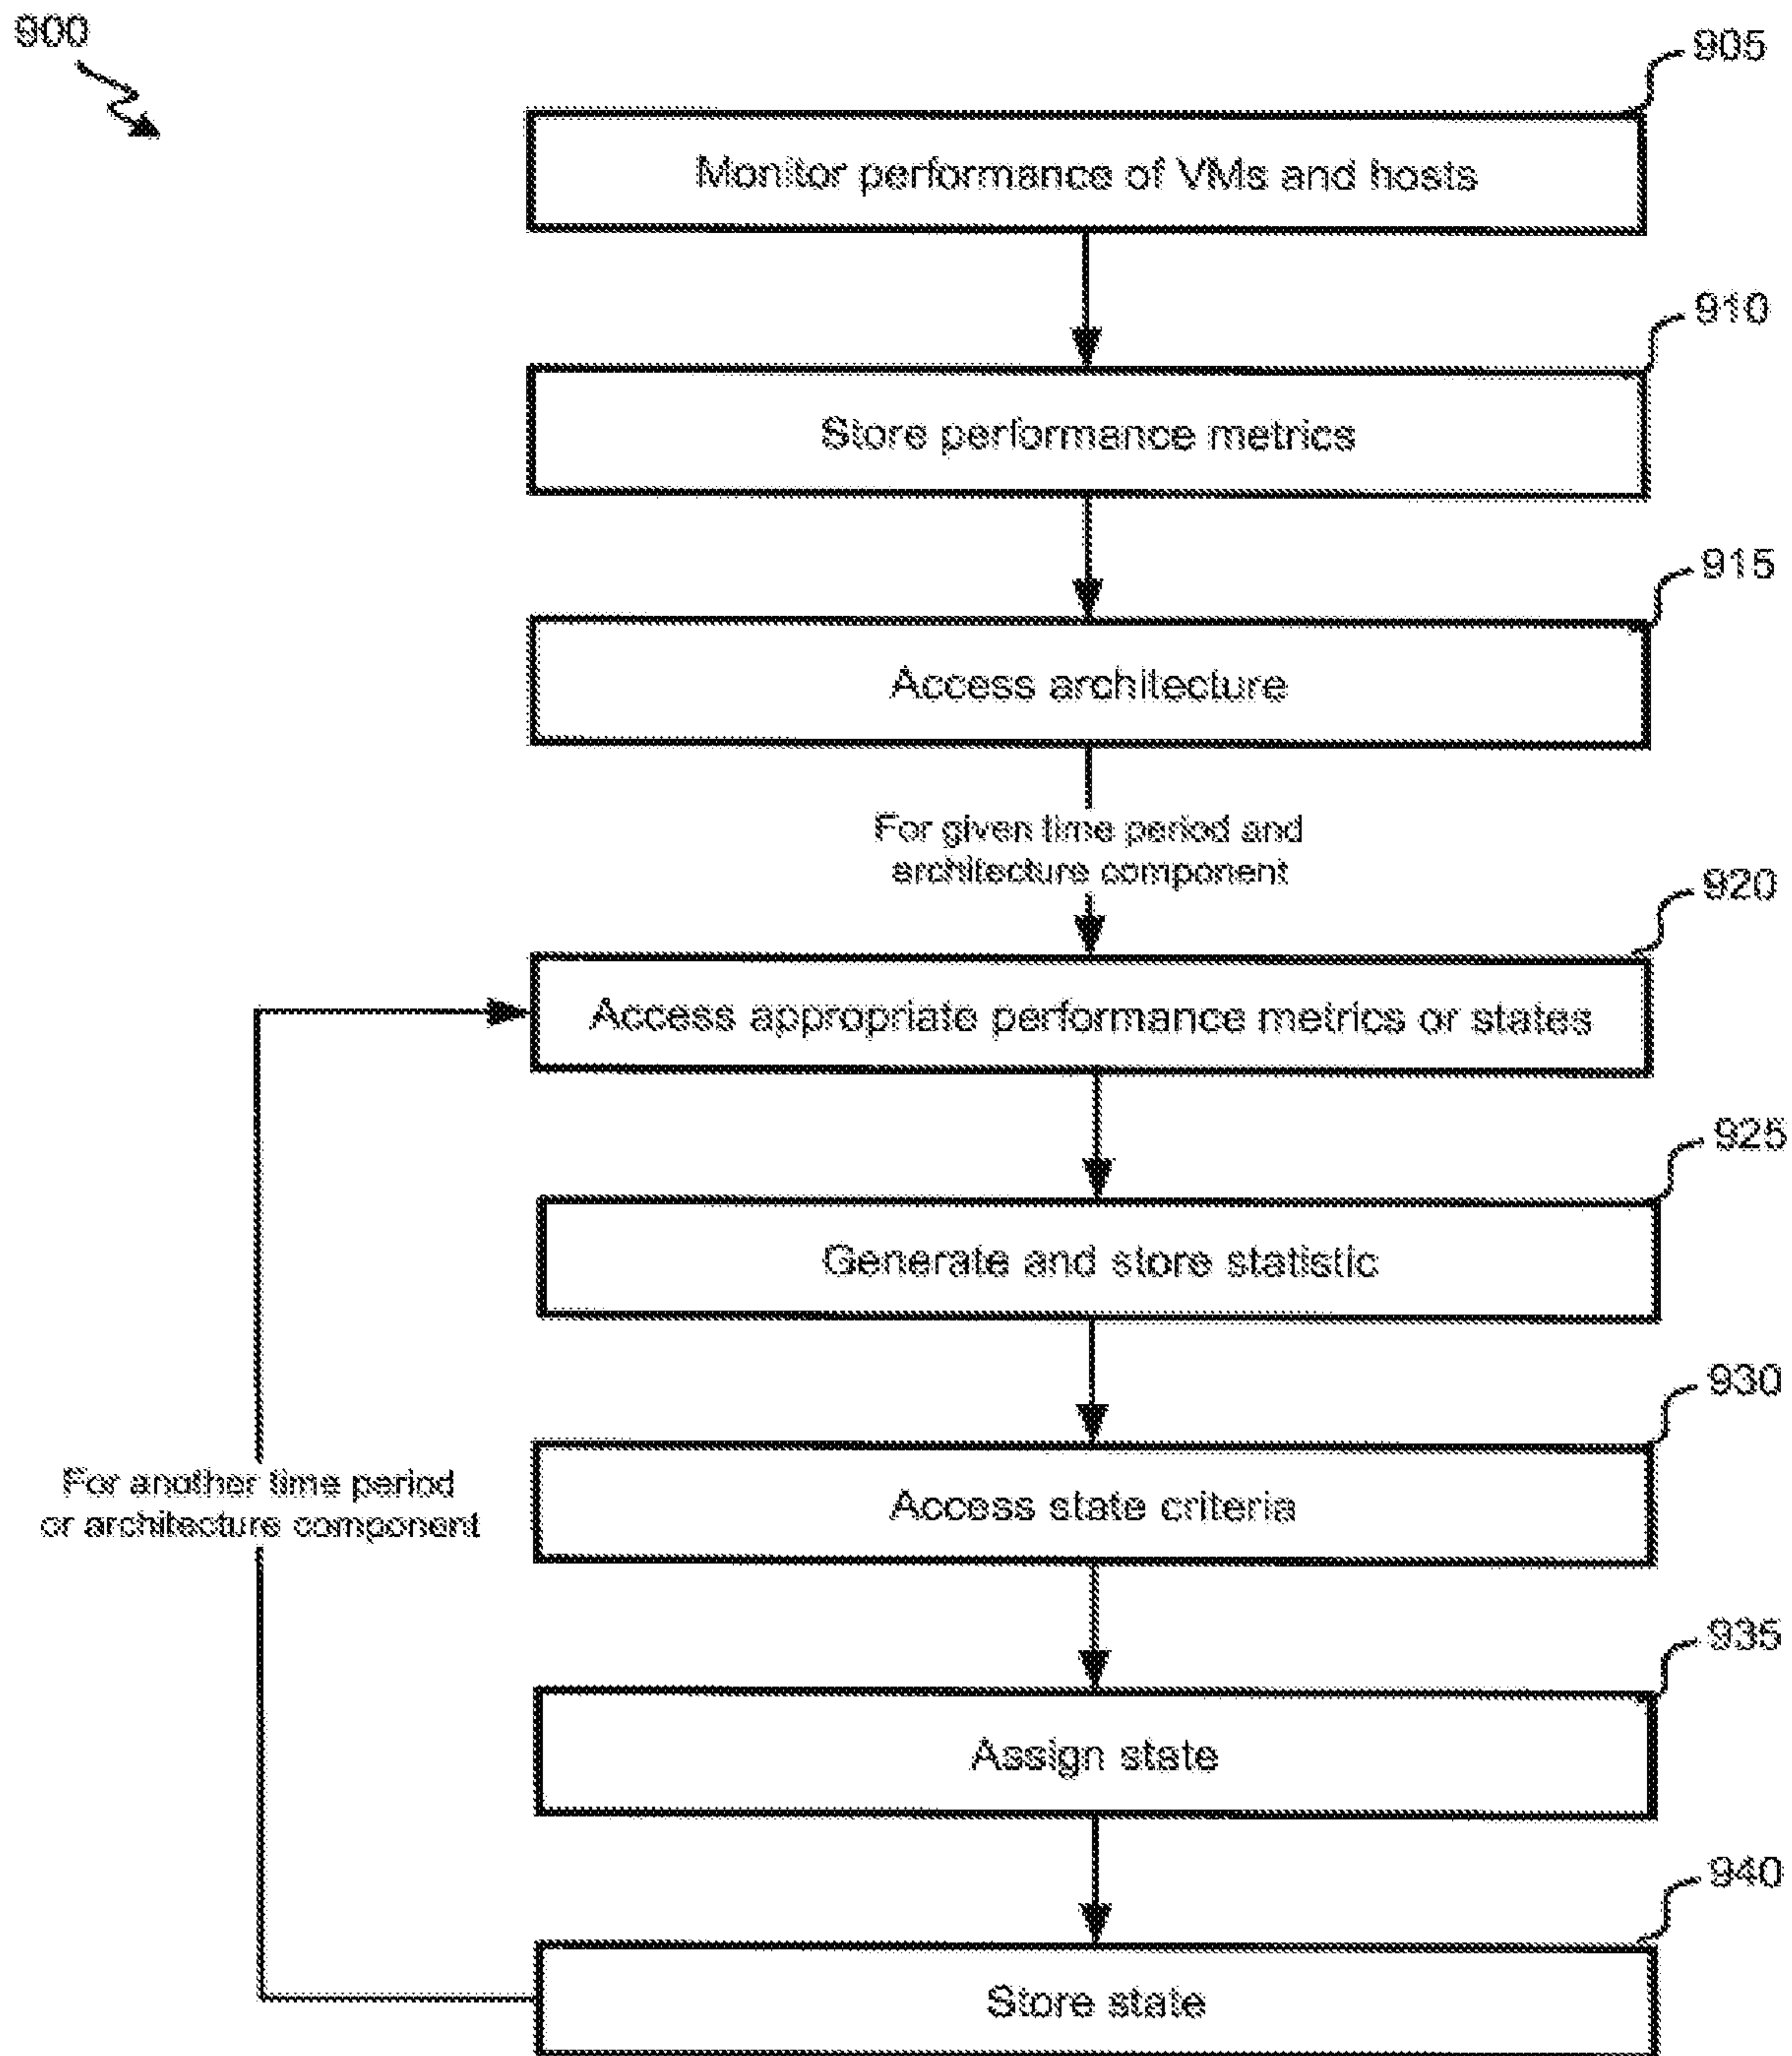 900
905
Monitor performance of VMs and hosts
910
Store performance metrics
915
Access architecture
For given time period and
architecture component
920
Access appropriate performance metrics or states
925
Generate and store statistic
930
Access state criteria
For another time period
or architecture component
935
Assign state
940
Store state